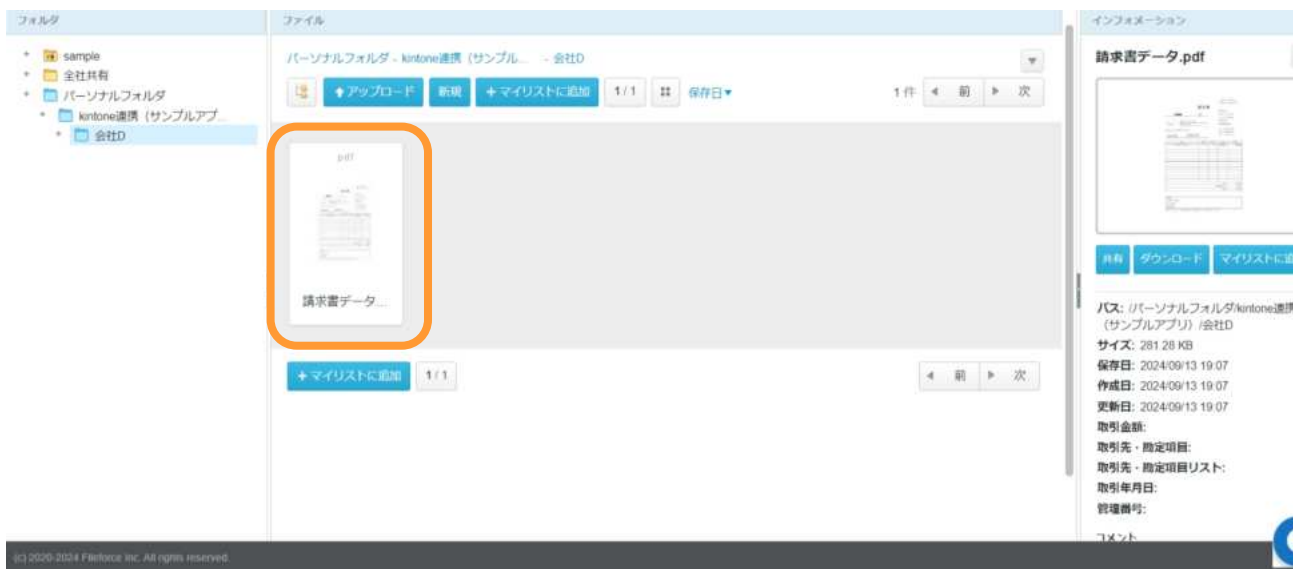 フォルダ
sample
全社共有
パーソナルフォルダ
kintone連携（サンプルアプ...
会社D
ファイル
パーソナルフォルダ - kintone連携（サンプル... - 会社D
アップロード 新規 +マイリストに追加 1/1 保存日▼ 1件 前 次
pdf
請求書データ...
+マイリストに追加 1/1 前 次
インフォメーション
請求書データ.pdf
共有 ダウンロード マイリストに追
パス: /パーソナルフォルダ/kintone連携
（サンプルアプリ）/会社D
サイズ: 281.28 KB
保存日: 2024/09/13 19:07
作成日: 2024/09/13 19:07
更新日: 2024/09/13 19:07
取引金額:
取引先・勘定項目:
取引先・勘定項目リスト:
取引年月日:
管理番号:
コメント
(c) 2020-2024 Fileforce Inc. All rights reserved.